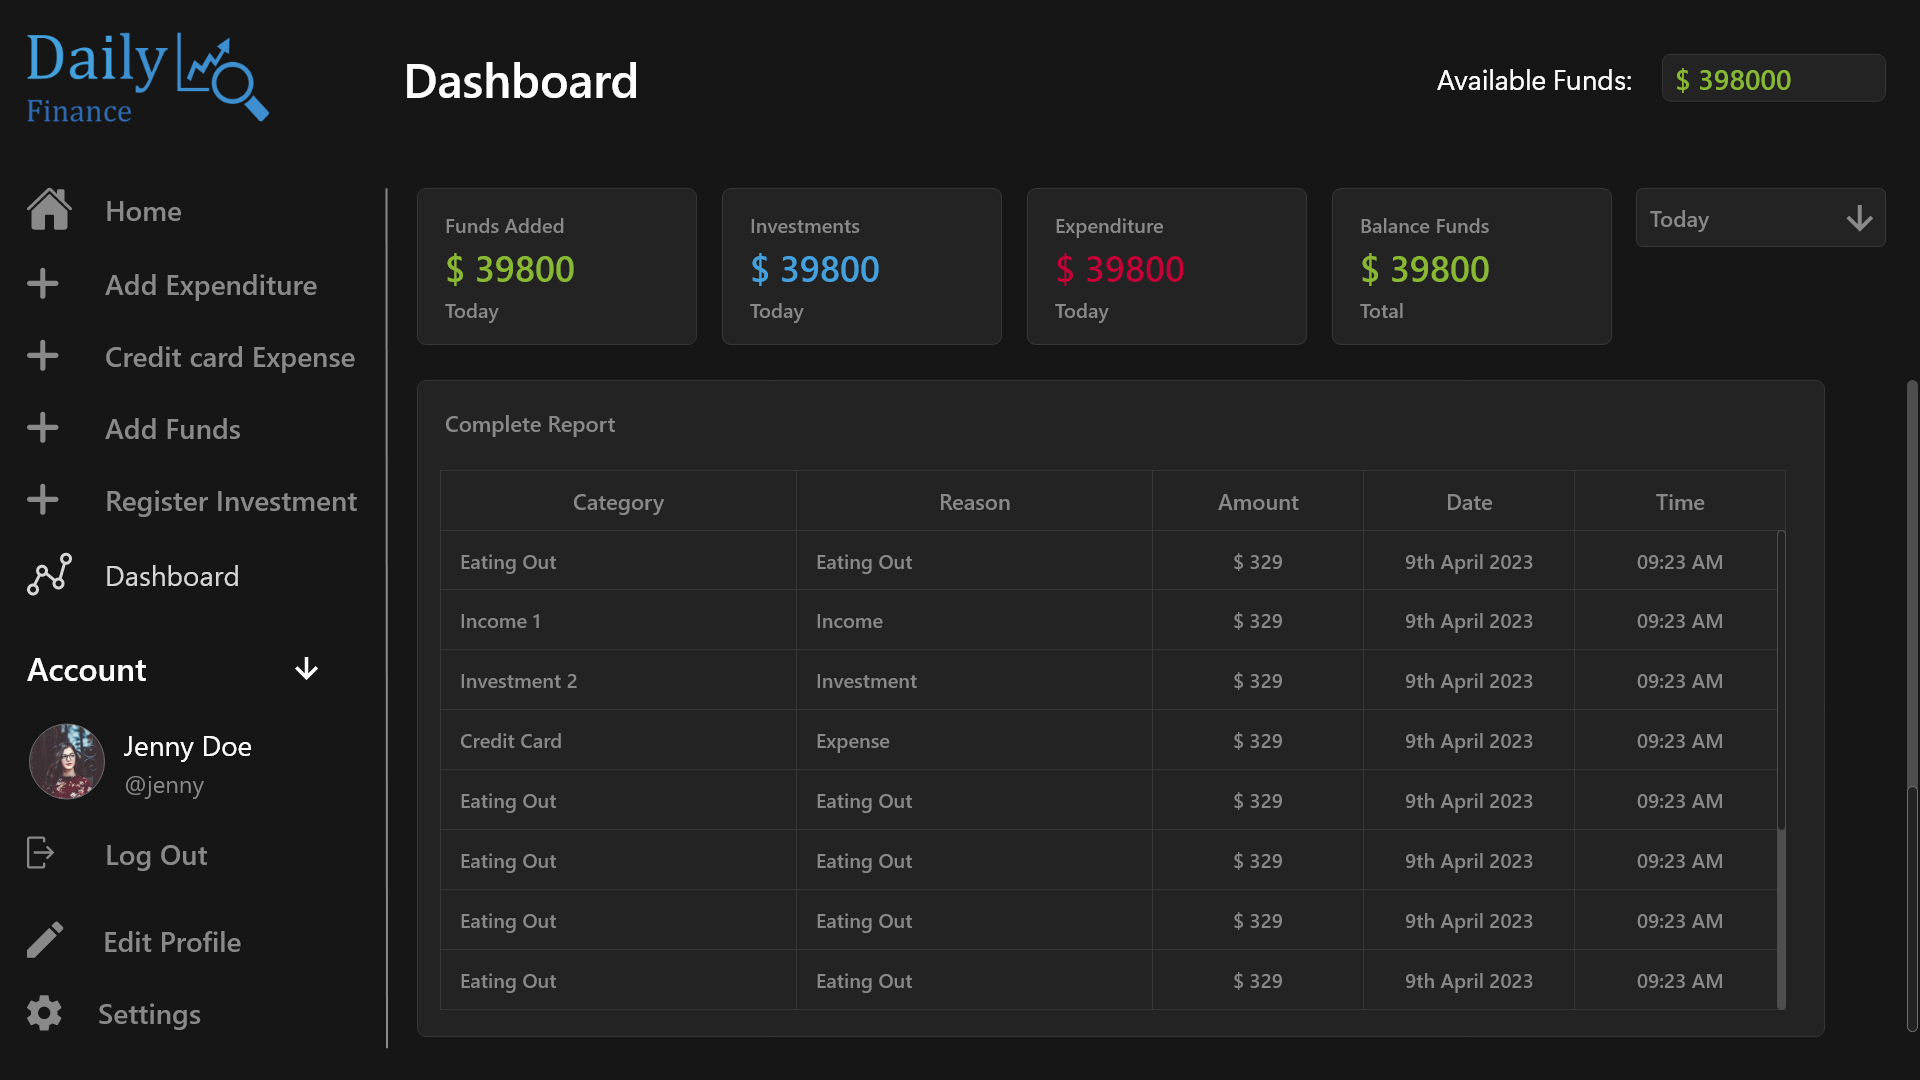 Daily
Finance
Dashboard
Available Funds:
$ 398000
Home
Add Expenditure
Credit card Expense
Add Funds
Register Investment
Dashboard
Account
Jenny Doe
@jenny
Log Out
Edit Profile
Settings
Funds Added
$ 39800
Today
Investments
$ 39800
Today
Expenditure
$ 39800
Today
Balance Funds
$ 39800
Total
Today
Complete Report
Category Reason Amount Date Time
Eating Out Eating Out $ 329 9th April 2023 09:23 AM
Income 1 Income $ 329 9th April 2023 09:23 AM
Investment 2 Investment $ 329 9th April 2023 09:23 AM
Credit Card Expense $ 329 9th April 2023 09:23 AM
Eating Out Eating Out $ 329 9th April 2023 09:23 AM
Eating Out Eating Out $ 329 9th April 2023 09:23 AM
Eating Out Eating Out $ 329 9th April 2023 09:23 AM
Eating Out Eating Out $ 329 9th April 2023 09:23 AM